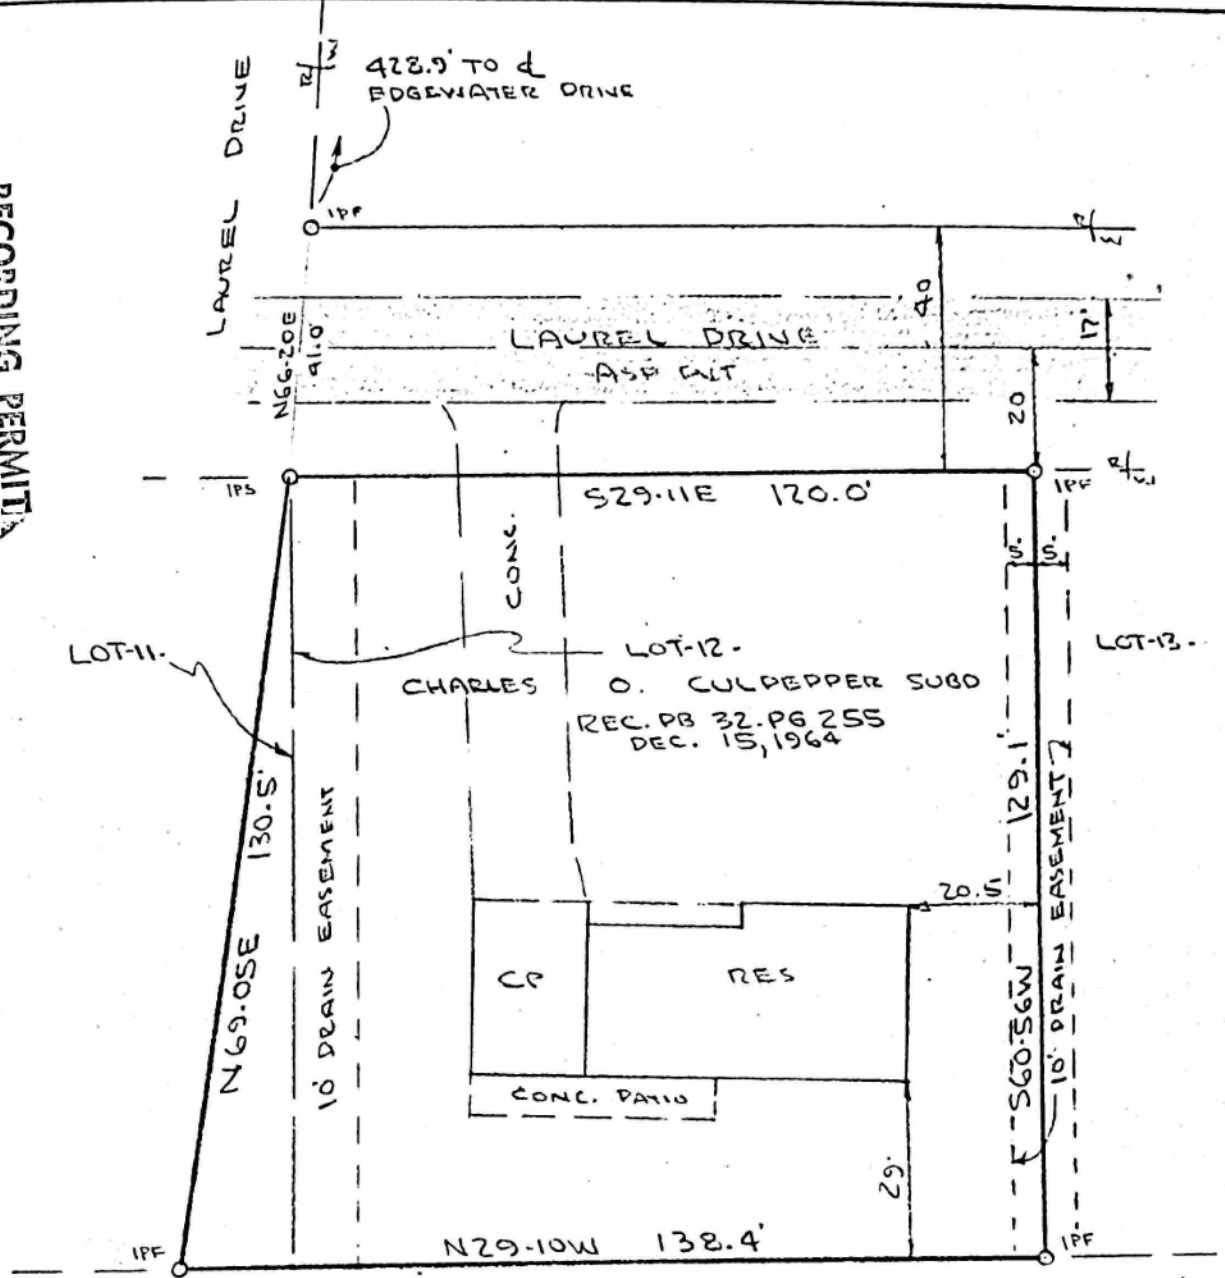 RECORDING PERMIT
LAUREL DRIVE
R/W
428.9' TO ℄
EDGEWATER DRIVE
IPF
R/W
40
17'
LAUREL DRIVE
ASPHALT
N66-20E
41.0'
20
IPS
S29-11E 120.0'
IPF
R/W
CONC.
5. 5.
LOT-11.
LOT-12.
LOT-13.
CHARLES O. CULPEPPER SUBD
REC. PB 32-PG 255
DEC. 15, 1964
N69-05E 130.5'
10' DRAIN EASEMENT
S60-56W 129.1'
10' DRAIN EASEMENT
20.5'
CP
RES
CONC. PATIO
29.
IPF
N29-10W 138.4'
IPF